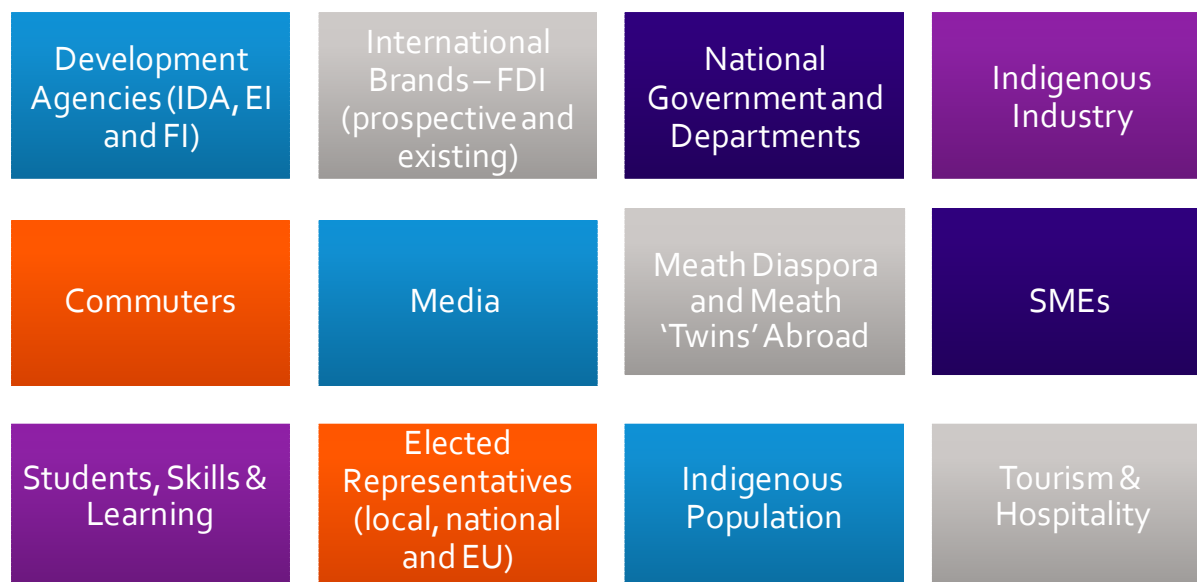 Development
Agencies (IDA, EI
and FI)
International
Brands – FDI
(prospective and
existing)
National
Government and
Departments
Indigenous
Industry
Commuters
Media
Meath Diaspora
and Meath
‘Twins’ Abroad
SMEs
Students, Skills &
Learning
Elected
Representatives
(local, national
and EU)
Indigenous
Population
Tourism &
Hospitality